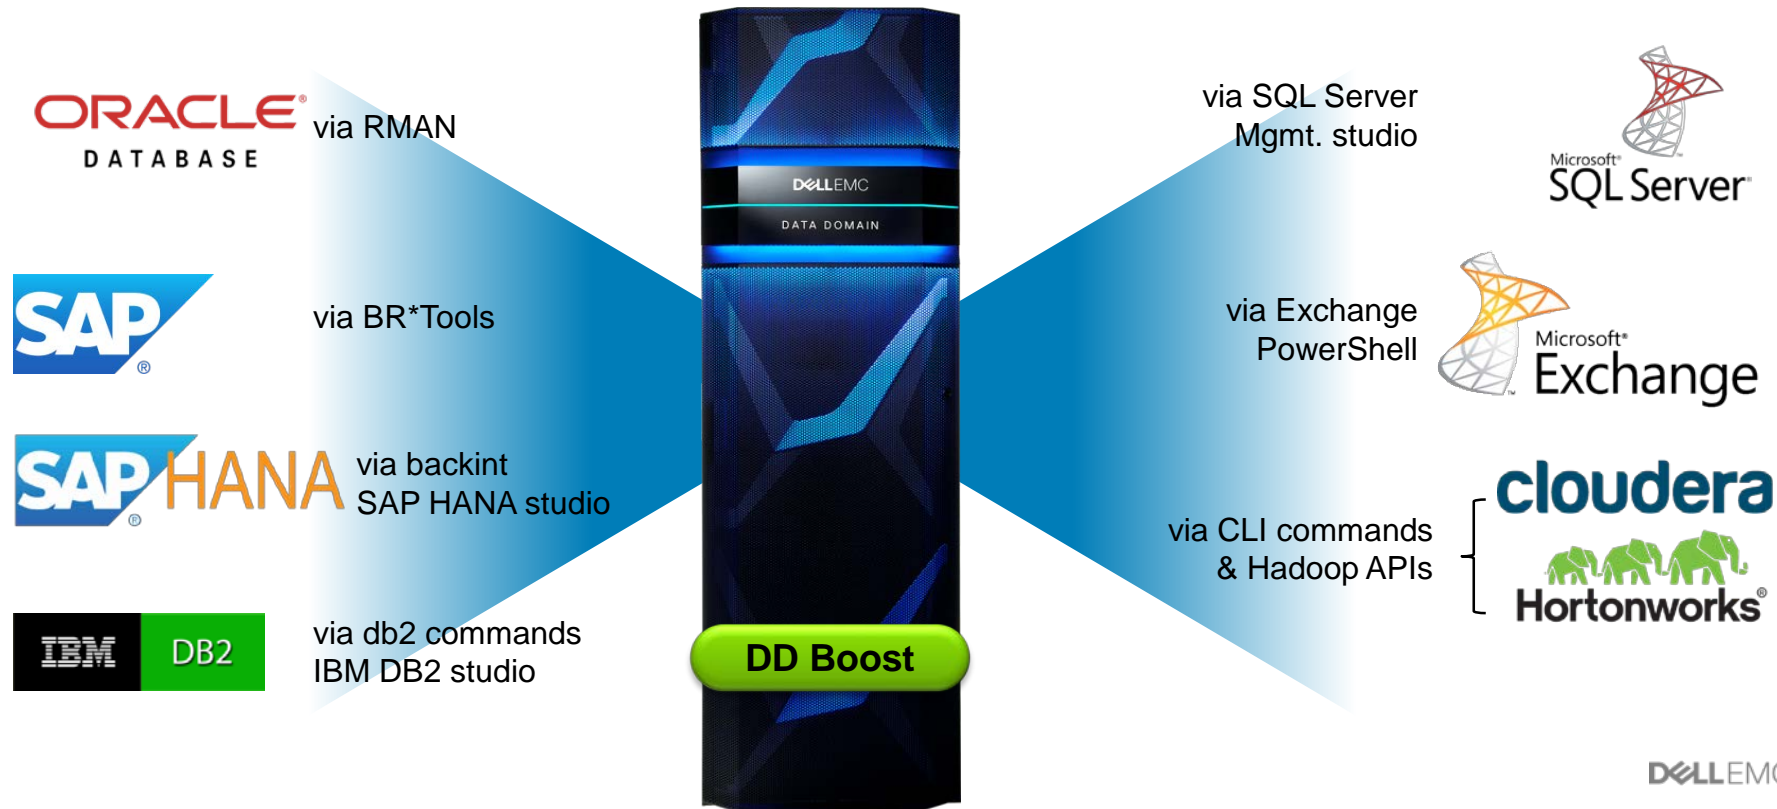 ORACLE®
DATABASE
via RMAN
SAP®
via BR*Tools
SAP® HANA
via backint
SAP HANA studio
IBM DB2
via db2 commands
IBM DB2 studio
DELLEMC
DATA DOMAIN
DD Boost
via SQL Server
Mgmt. studio
Microsoft®
SQL Server®
via Exchange
PowerShell
Microsoft®
Exchange
via CLI commands
& Hadoop APIs
cloudera
Hortonworks®
DELLEMC